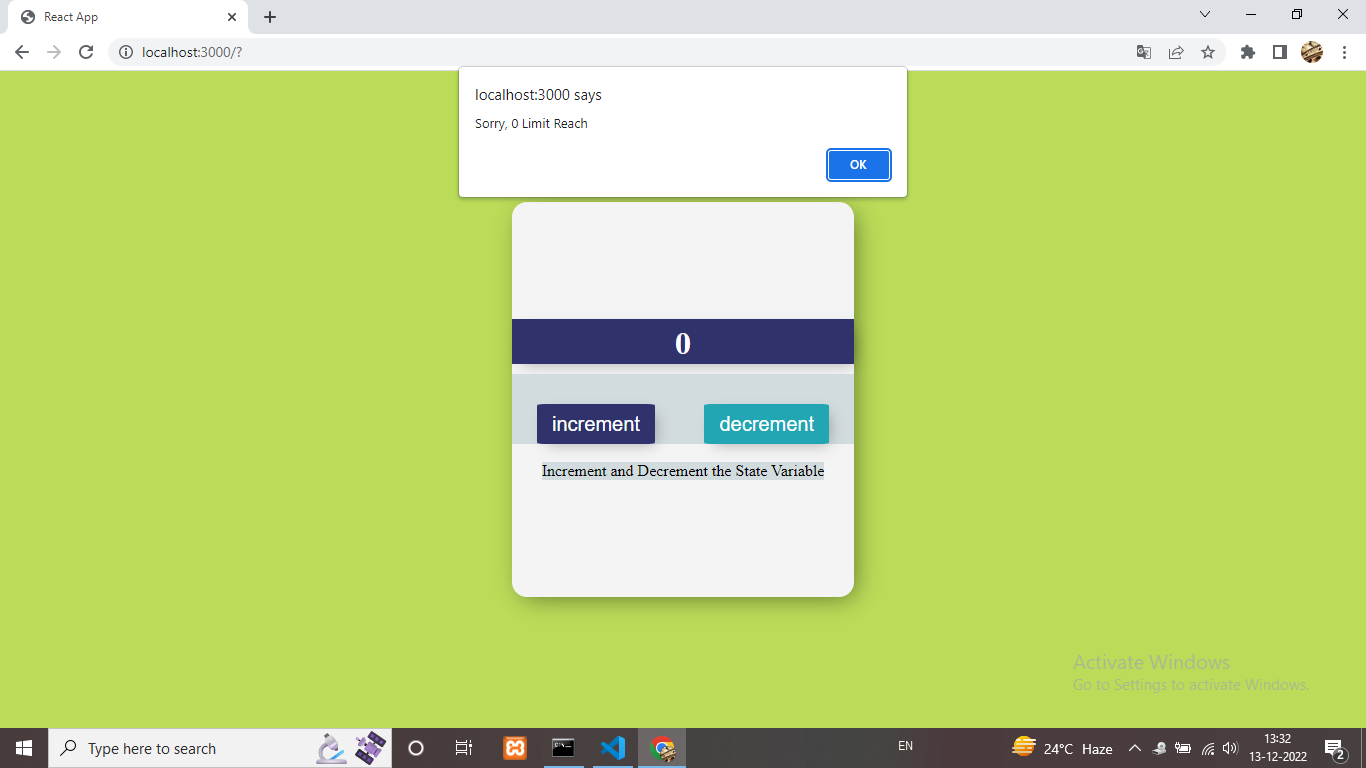 React App
localhost:3000/?
localhost:3000 says
Sorry, 0 Limit Reach
OK
0
increment
decrement
Increment and Decrement the State Variable
Activate Windows
Go to Settings to activate Windows.
Type here to search
EN
24°C Haze
13:32
13-12-2022
2